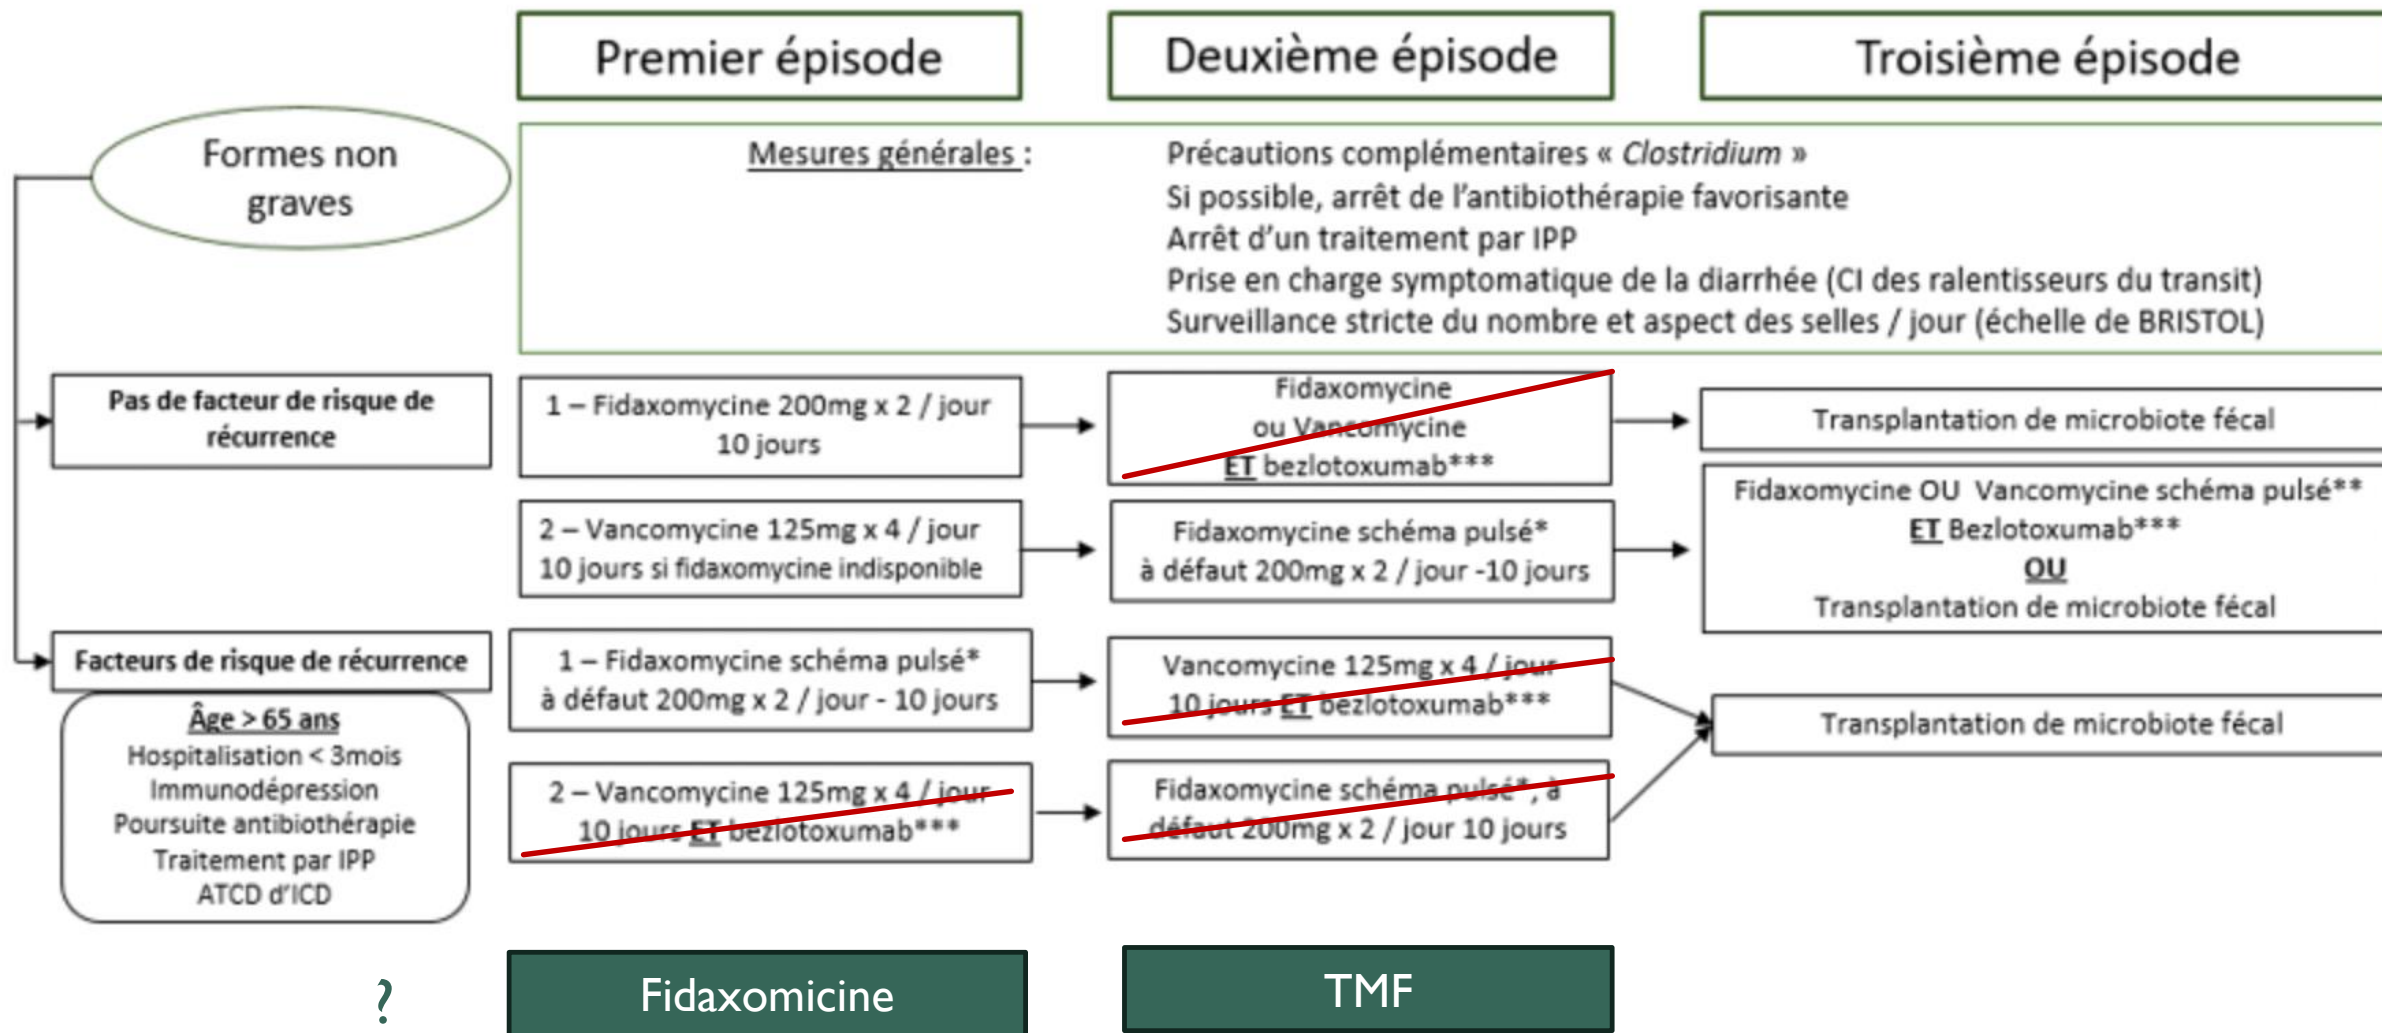 Premier épisode
Deuxième épisode
Troisième épisode
Formes non
graves
Mesures générales :
Précautions complémentaires « Clostridium »
Si possible, arrêt de l'antibiothérapie favorisante
Arrêt d'un traitement par IPP
Prise en charge symptomatique de la diarrhée (CI des ralentisseurs du transit)
Surveillance stricte du nombre et aspect des selles / jour (échelle de BRISTOL)
Pas de facteur de risque de
récurrence
1 – Fidaxomycine 200mg x 2 / jour
10 jours
Fidaxomycine
ou Vancomycine
ET bezlotoxumab***
Transplantation de microbiote fécal
2 – Vancomycine 125mg x 4 / jour
10 jours si fidaxomycine indisponible
Fidaxomycine schéma pulsé*
à défaut 200mg x 2 / jour -10 jours
Fidaxomycine OU Vancomycine schéma pulsé**
ET Bezlotoxumab***
OU
Transplantation de microbiote fécal
Facteurs de risque de récurrence
Âge > 65 ans
Hospitalisation < 3mois
Immunodépression
Poursuite antibiothérapie
Traitement par IPP
ATCD d'ICD
1 – Fidaxomycine schéma pulsé*
à défaut 200mg x 2 / jour - 10 jours
Vancomycine 125mg x 4 / jour
10 jours ET bezlotoxumab***
Transplantation de microbiote fécal
2 – Vancomycine 125mg x 4 / jour
10 jours ET bezlotoxumab***
Fidaxomycine schéma pulsé*, à
défaut 200mg x 2 / jour 10 jours
?
Fidaxomicine
TMF